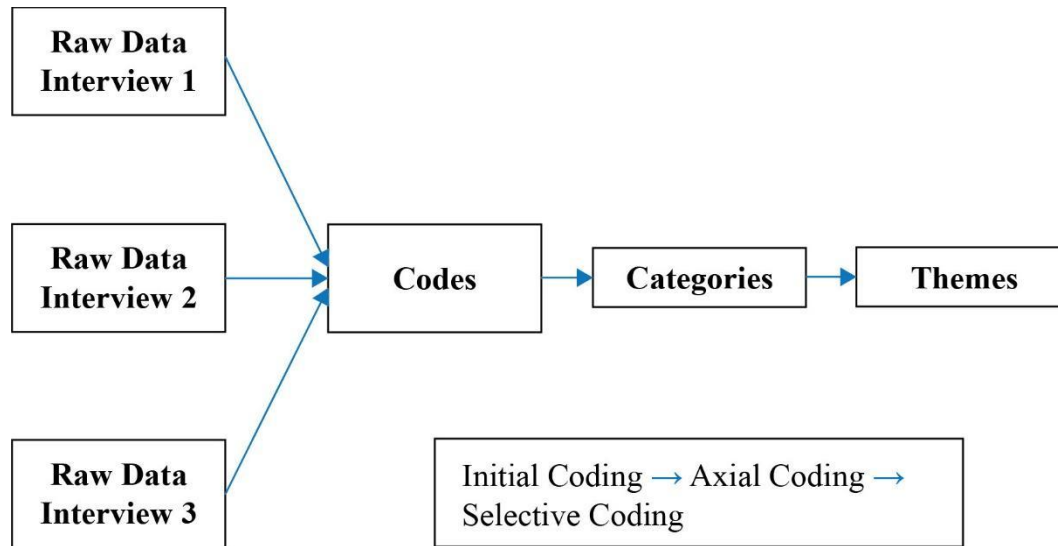 Raw Data
Interview 1
Raw Data
Interview 2
Codes
Categories
Themes
Raw Data
Interview 3
Initial Coding → Axial Coding →
Selective Coding